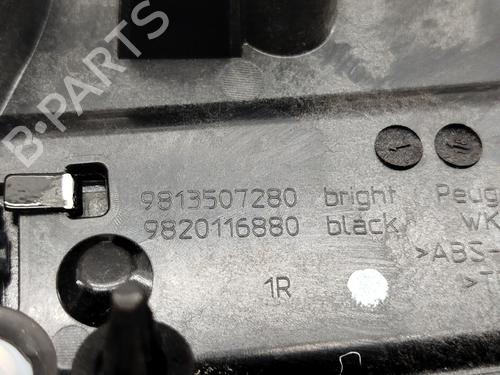 B-PARTS
9813507280 bright Peug
9820116880 black WK
>ABS-
1R
>T